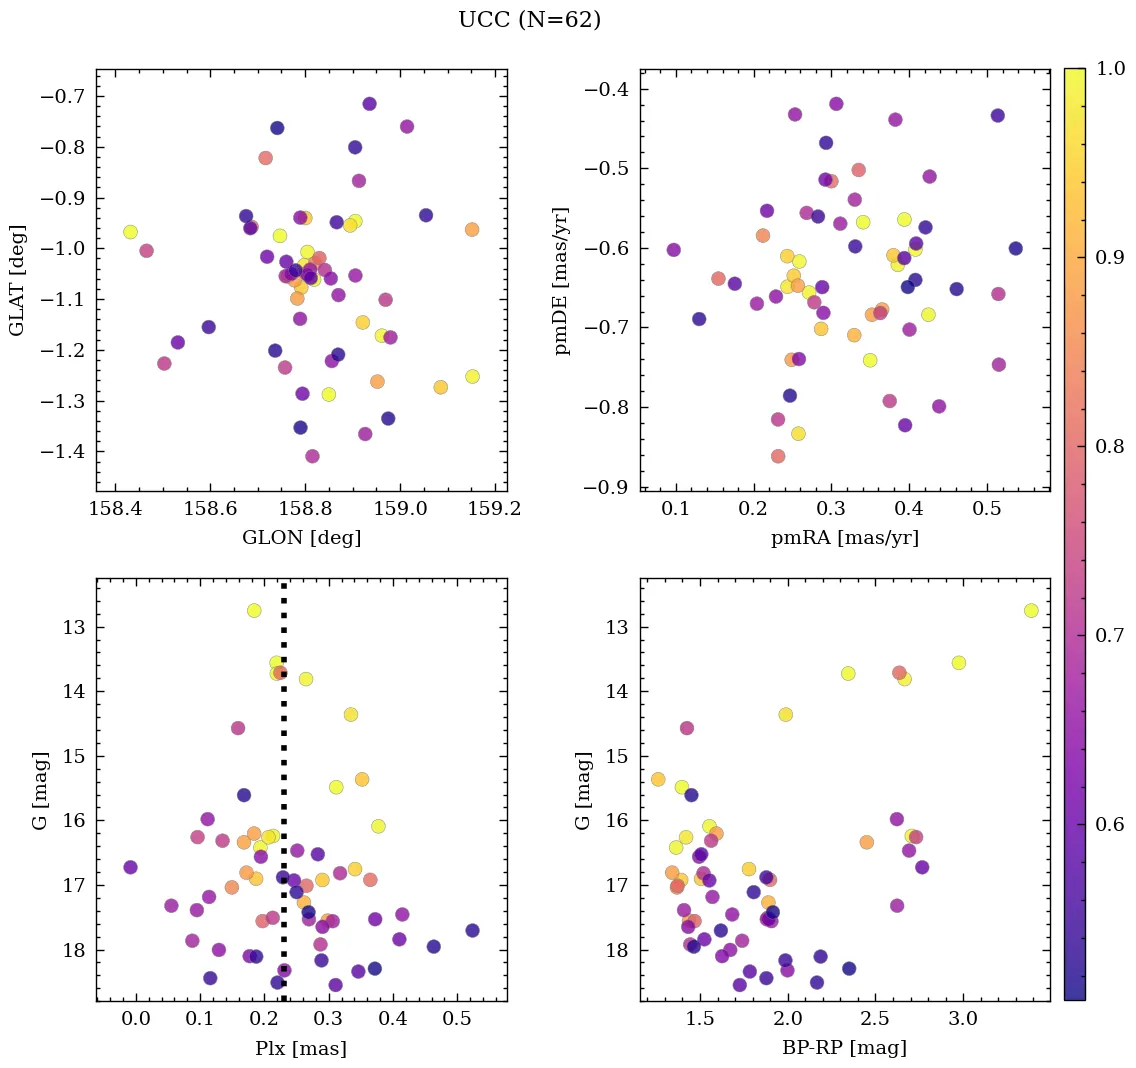 UCC (N=62)
−0.7
−0.8
−0.9
−1.0
−1.1
−1.2
−1.3
−1.4
GLAT [deg]
158.4 158.6 158.8 159.0 159.2
GLON [deg]
−0.4
−0.5
−0.6
−0.7
−0.8
−0.9
pmDE [mas/yr]
0.1 0.2 0.3 0.4 0.5
pmRA [mas/yr]
13
14
15
16
17
18
G [mag]
0.0 0.1 0.2 0.3 0.4 0.5
Plx [mas]
13
14
15
16
17
18
G [mag]
1.5 2.0 2.5 3.0
BP-RP [mag]
1.0
0.9
0.8
0.7
0.6